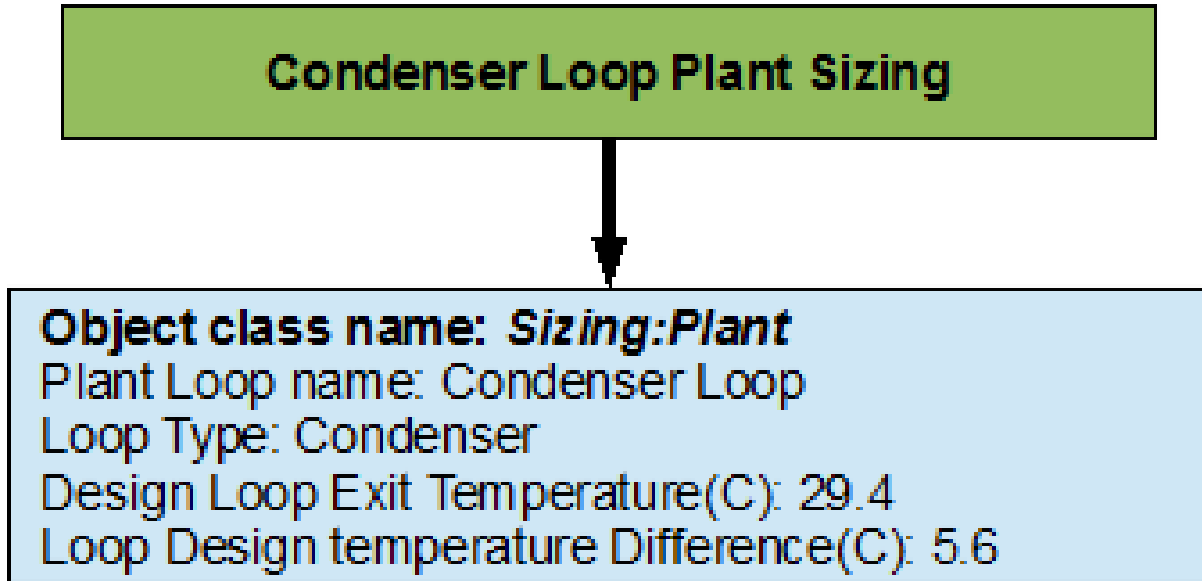 Condenser Loop Plant Sizing
Object class name: Sizing:Plant
Plant Loop name: Condenser Loop
Loop Type: Condenser
Design Loop Exit Temperature(C): 29.4
Loop Design temperature Difference(C): 5.6